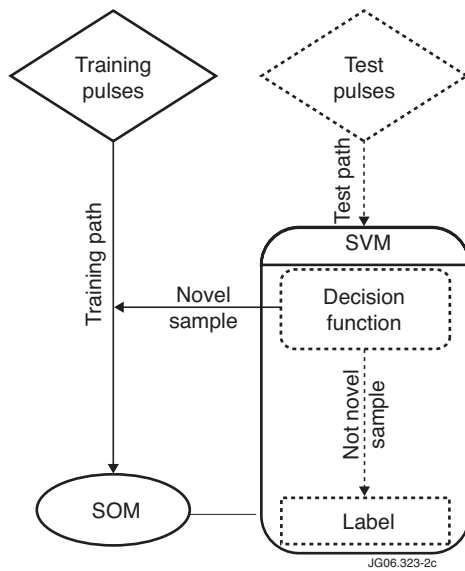 Training
pulses
Test
pulses
Training path
Test path
SVM
Decision
function
Novel
sample
Not novel
sample
SOM
Label
JG06.323-2c